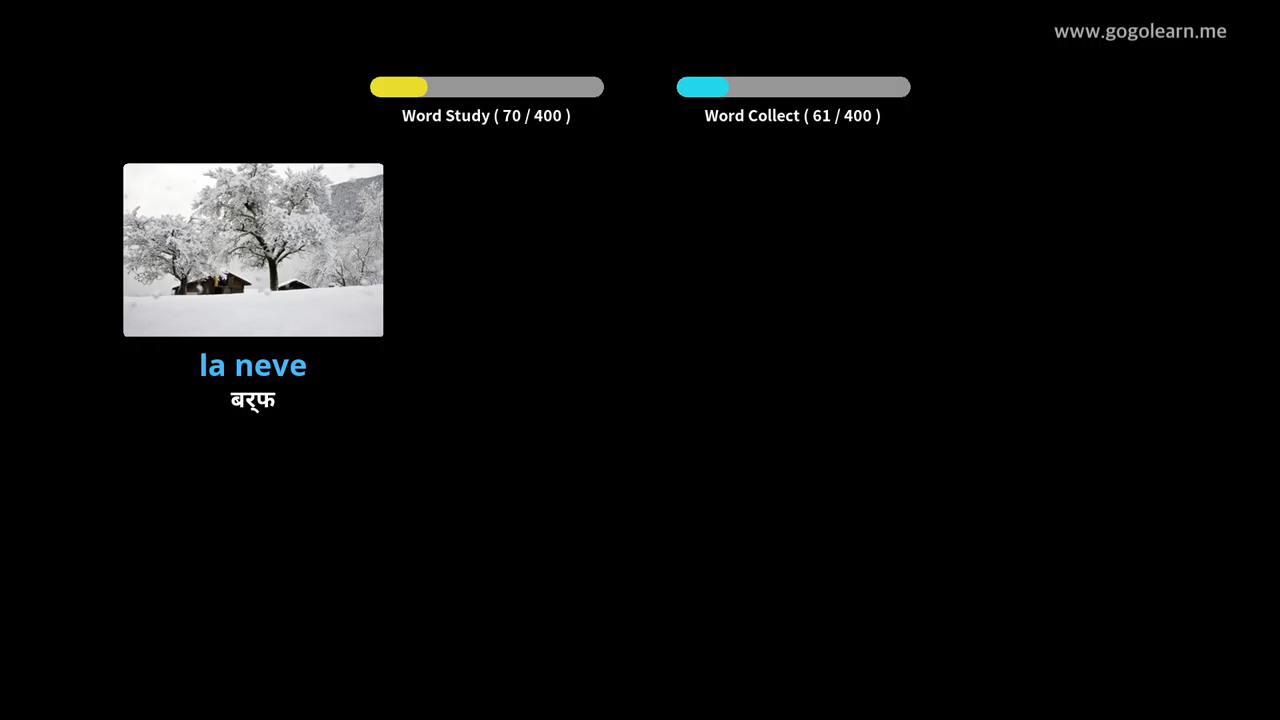 www.gogolearn.me
Word Study ( 70 / 400 )
Word Collect ( 61 / 400 )
la neve
बर्फ